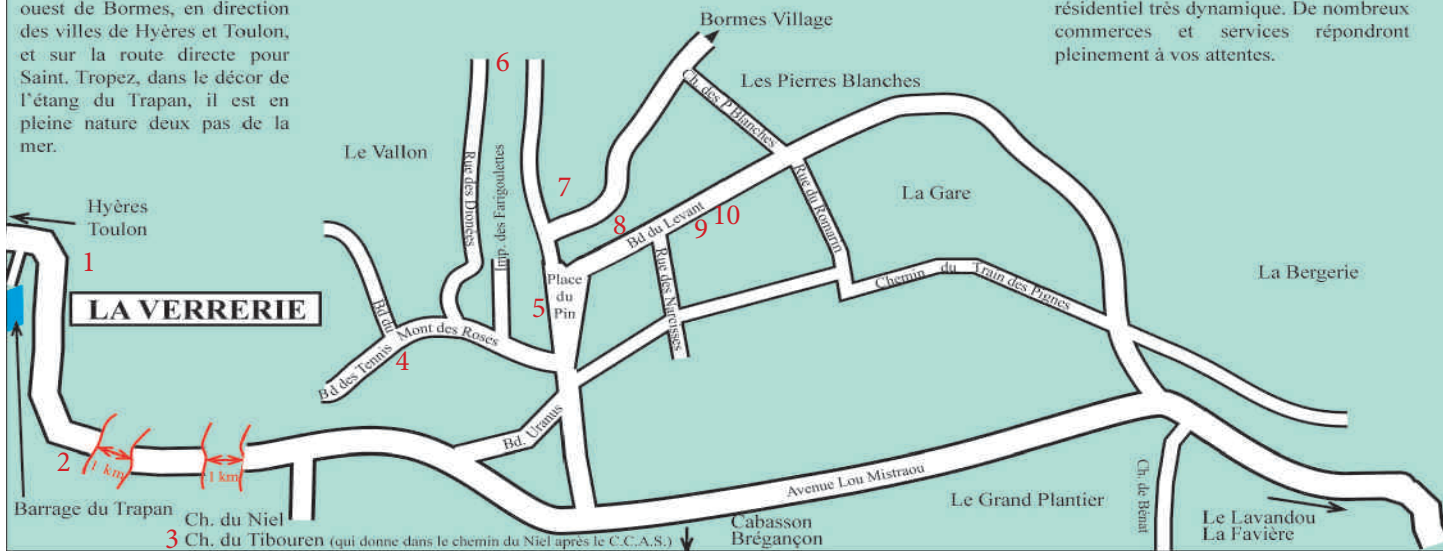 ouest de Bormes, en direction
des villes de Hyères et Toulon,
et sur la route directe pour
Saint. Tropez, dans le décor de
l'étang du Trapan, il est en
pleine nature deux pas de la
mer.
résidentiel très dynamique. De nombreux
commerces et services répondront
pleinement à vos attentes.
Bormes Village
6
Les Pierres Blanches
Ch. des P Blanches
Le Vallon
Rue des Dionées
Imp. des Farigoulettes
7
Rue du Romarin
La Gare
Hyères
Toulon
8
Bd du Levant
9
10
1
Rue des Narcisses
Place
du
Pin
5
Chemin du Train des Pignes
La Bergerie
LA VERRERIE
Bd du
Mont des Roses
Bd des Tennis
4
Bd. Uranus
2
1 km
1 km
Avenue Lou Mistraou
Le Grand Plantier
Ch. de Bénat
Barrage du Trapan
Ch. du Niel
3
Ch. du Tibouren (qui donne dans le chemin du Niel après le C.C.A.S.)
Cabasson
Brégançon
Le Lavandou
La Favière